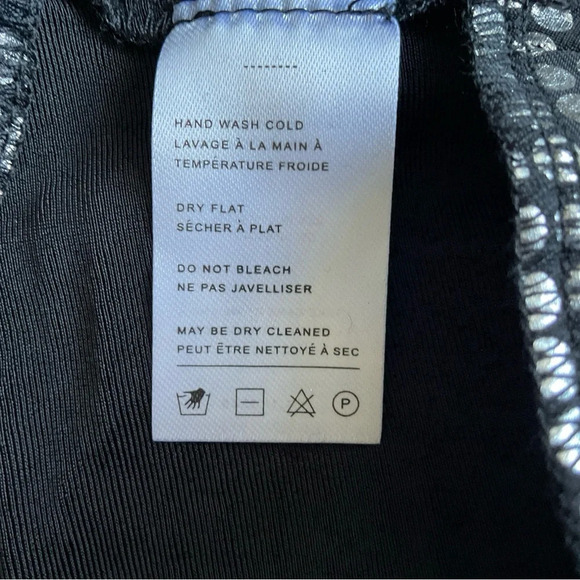 --------
HAND WASH COLD
LAVAGE À LA MAIN À
TEMPÉRATURE FROIDE
DRY FLAT
SÉCHER À PLAT
DO NOT BLEACH
NE PAS JAVELLISER
MAY BE DRY CLEANED
PEUT ÊTRE NETTOYÉ À SEC
P